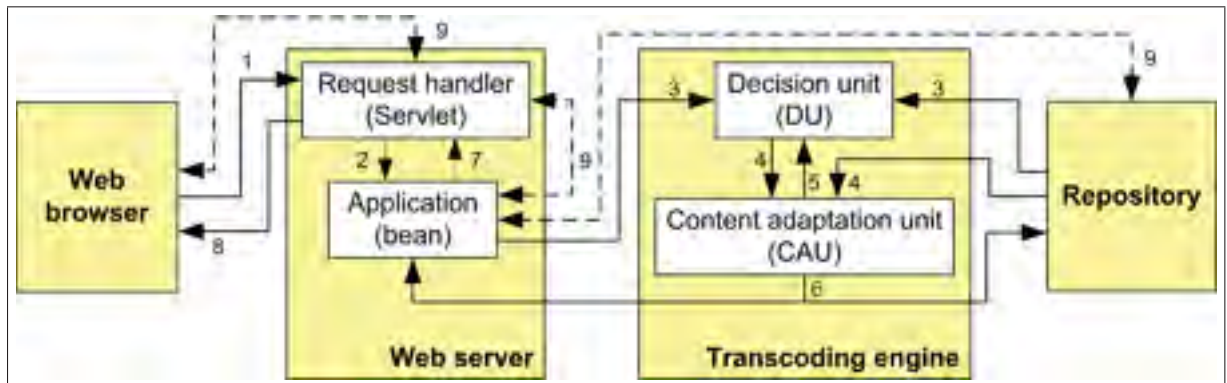 9
1
Request handler
(Servlet)
3
Decision unit
(DU)
3
9
2
7
9
4
5
4
Web
browser
Application
(bean)
Content adaptation unit
(CAU)
Repository
8
6
Web server
Transcoding engine